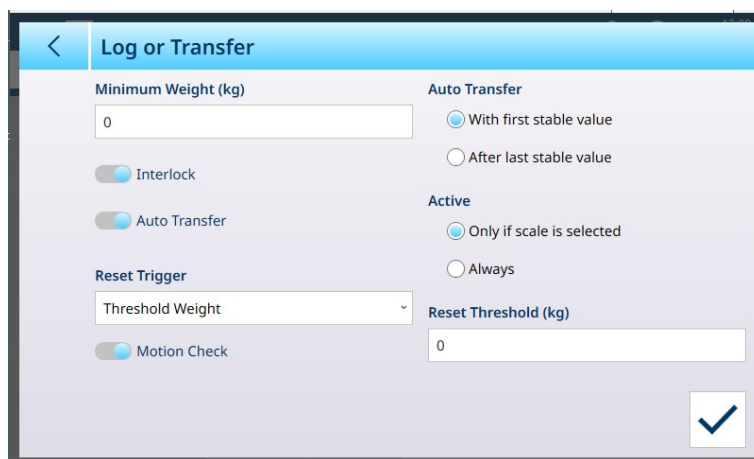 Log or Transfer
Minimum Weight (kg)
0
Interlock
Auto Transfer
Reset Trigger
Threshold Weight
Motion Check
Auto Transfer
With first stable value
After last stable value
Active
Only if scale is selected
Always
Reset Threshold (kg)
0